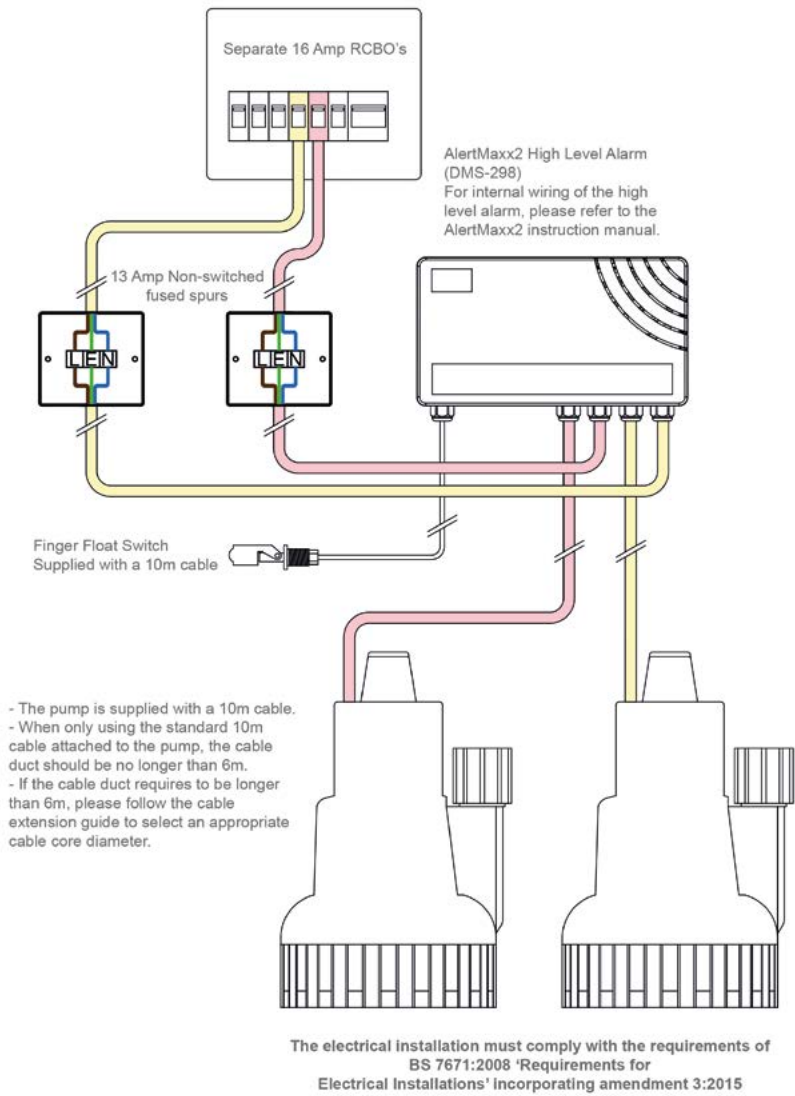 Separate 16 Amp RCBO's
AlertMaxx2 High Level Alarm
(DMS-298)
For internal wiring of the high
level alarm, please refer to the
AlertMaxx2 instruction manual.
13 Amp Non-switched
fused spurs
L E N
L E N
Finger Float Switch
Supplied with a 10m cable
- The pump is supplied with a 10m cable.
- When only using the standard 10m
cable attached to the pump, the cable
duct should be no longer than 6m.
- If the cable duct requires to be longer
than 6m, please follow the cable
extension guide to select an appropriate
cable core diameter.
The electrical installation must comply with the requirements of
BS 7671:2008 ‘Requirements for
Electrical Installations’ incorporating amendment 3:2015